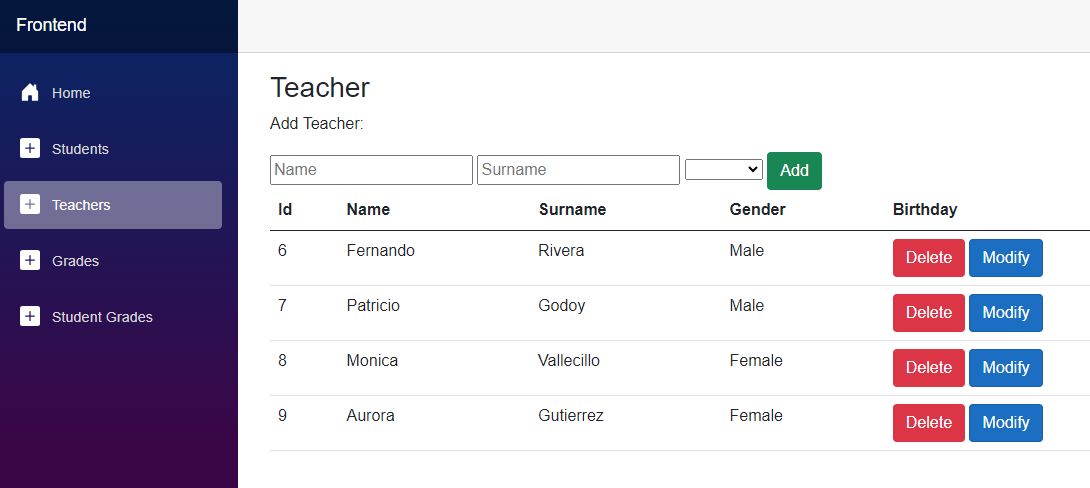 Frontend
Home
Students
Teachers
Grades
Student Grades
Teacher
Add Teacher:
Name Surname Add
Id Name Surname Gender Birthday
6 Fernando Rivera Male Delete Modify
7 Patricio Godoy Male Delete Modify
8 Monica Vallecillo Female Delete Modify
9 Aurora Gutierrez Female Delete Modify